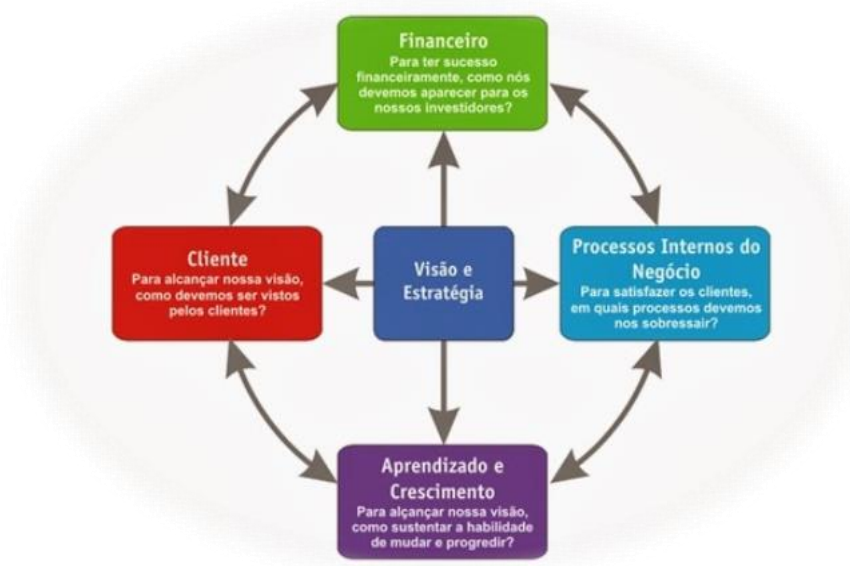 Financeiro
Para ter sucesso
financeiramente, como nós
devemos aparecer para os
nossos investidores?
Cliente
Para alcançar nossa visão,
como devemos ser vistos
pelos clientes?
Visão e
Estratégia
Processos Internos do
Negócio
Para satisfazer os clientes,
em quais processos devemos
nos sobressair?
Aprendizado e
Crescimento
Para alçançar nossa visão,
como sustentar a habilidade
de mudar e progredir?